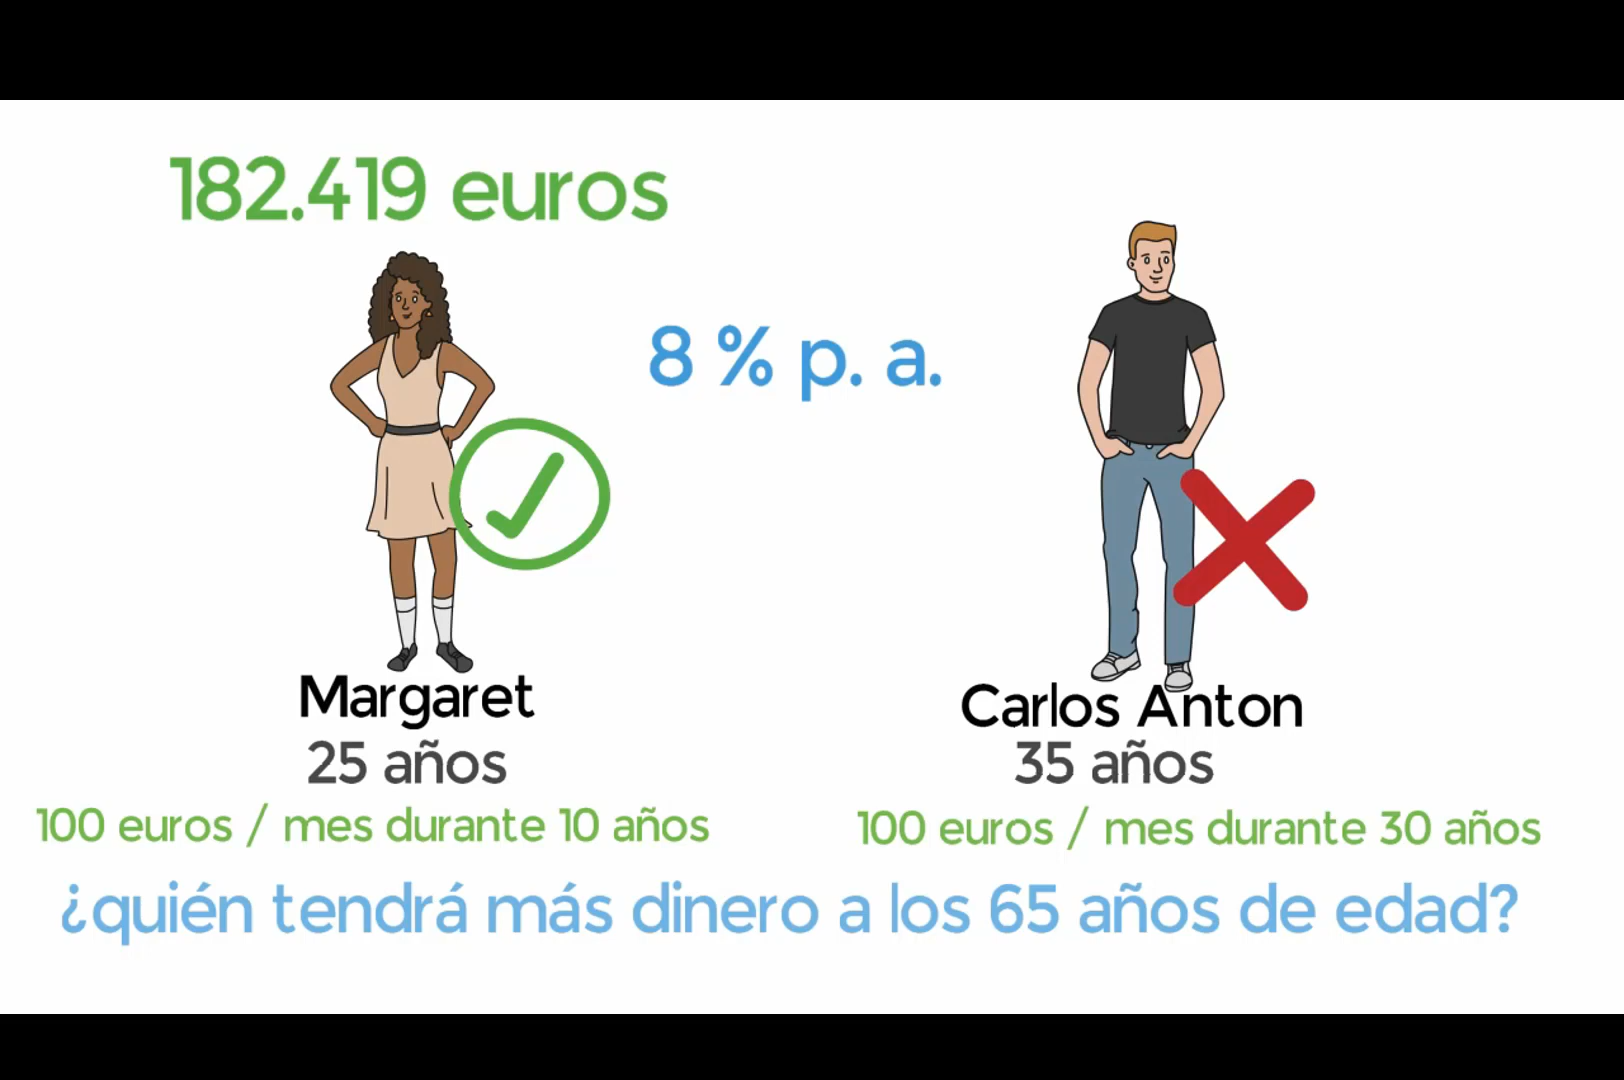 182.419 euros
8 % p. a.
Margaret
25 años
100 euros / mes durante 10 años
Carlos Anton
35 años
100 euros / mes durante 30 años
¿quién tendrá más dinero a los 65 años de edad?